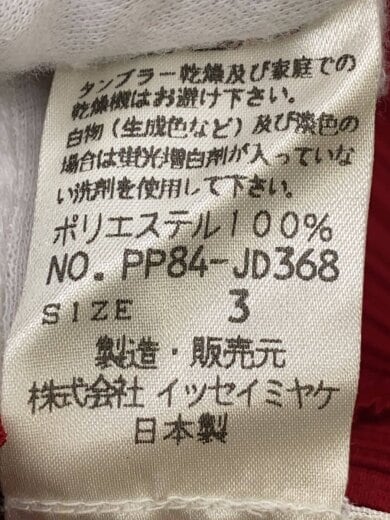 タンブラー乾燥及び家庭での
乾燥機はお避け下さい。
白物（生成色など）及び淡色の
場合は蛍光増白剤が入っていな
い洗剤を使用して下さい。
ポリエステル100%
NO. PP84-JD368
SIZE 3
製造・販売元
株式会社 イッセイミヤケ
日本製